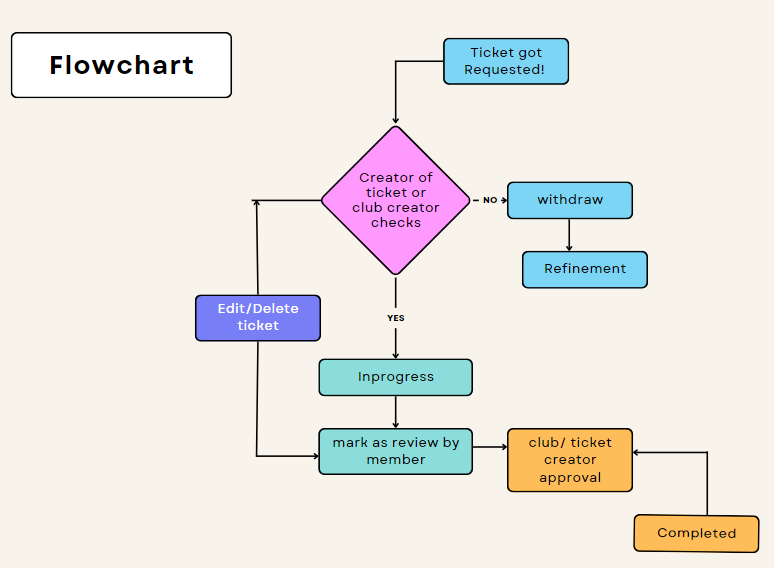 Flowchart
Ticket got
Requested!
Creator of
ticket or
club creator
checks
NO
withdraw
Refinement
Edit/Delete
ticket
YES
Inprogress
mark as review by
member
club/ ticket
creator
approval
Completed